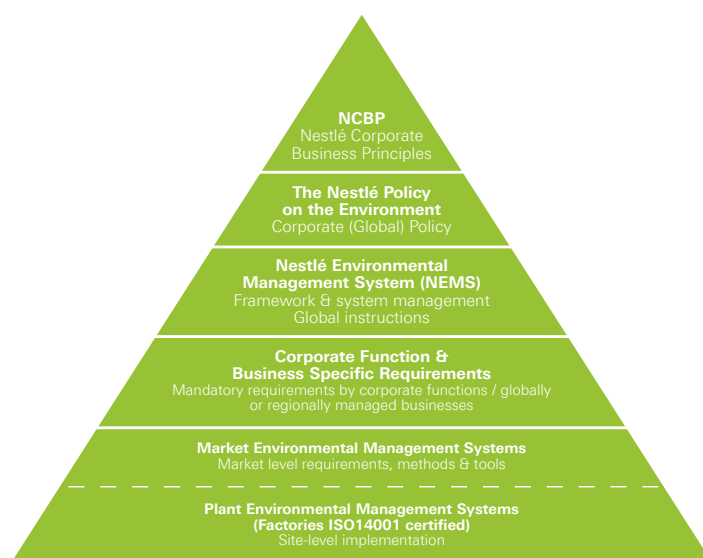 NCBP
Nestlé Corporate
Business Principles
The Nestlé Policy
on the Environment
Corporate (Global) Policy
Nestlé Environmental
Management System (NEMS)
Framework & system management
Global instructions
Corporate Function &
Business Specific Requirements
Mandatory requirements by corporate functions / globally
or regionally managed businesses
Market Environmental Management Systems
Market level requirements, methods & tools
Plant Environmental Management Systems
(Factories ISO14001 certified)
Site-level implementation